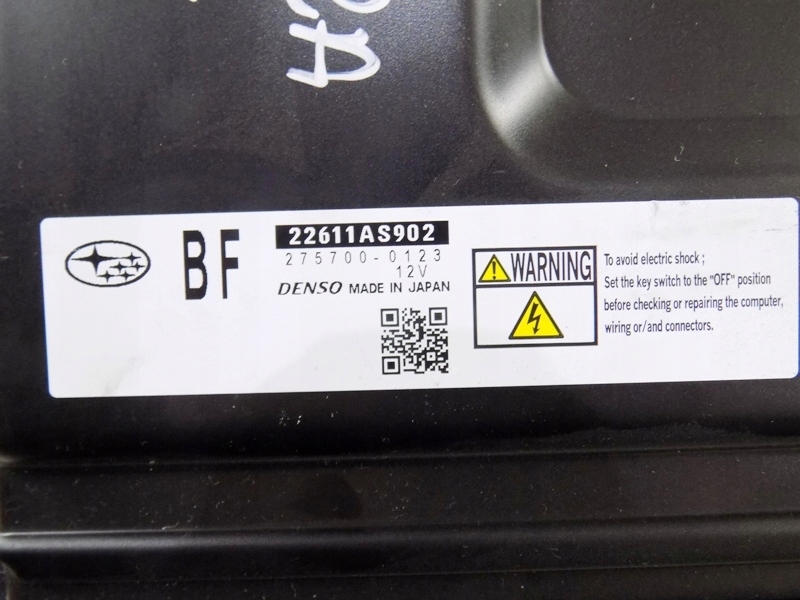 BF
22611AS902
275700-0123
12V
DENSO MADE IN JAPAN
WARNING
To avoid electric shock ;
Set the key switch to the "OFF" position
before checking or repairing the computer,
wiring or/and connectors.